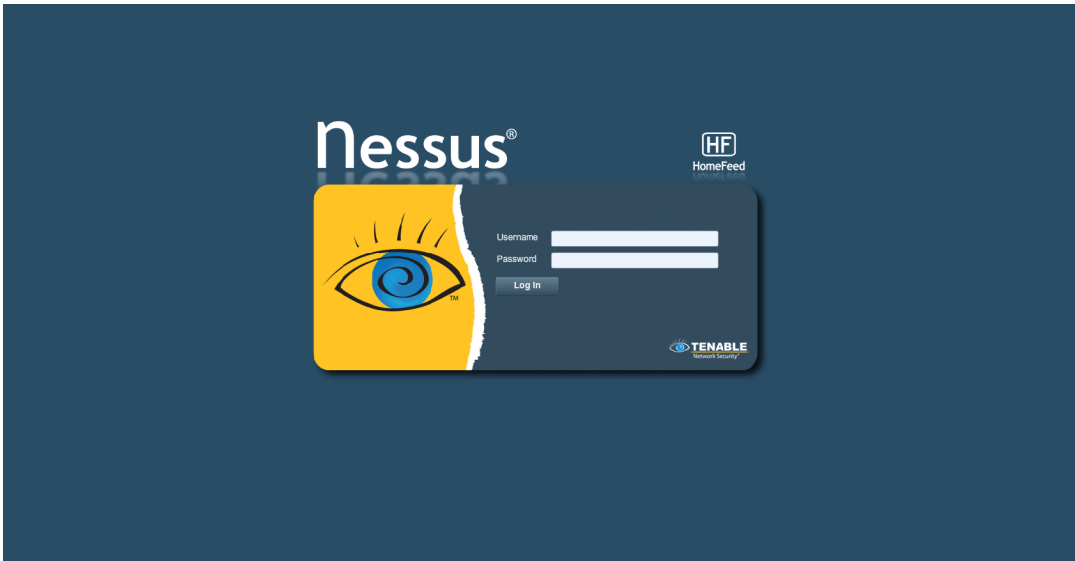 nessus®
HF
HomeFeed
Username
Password
Log In
TM
TENABLE
Network Security®